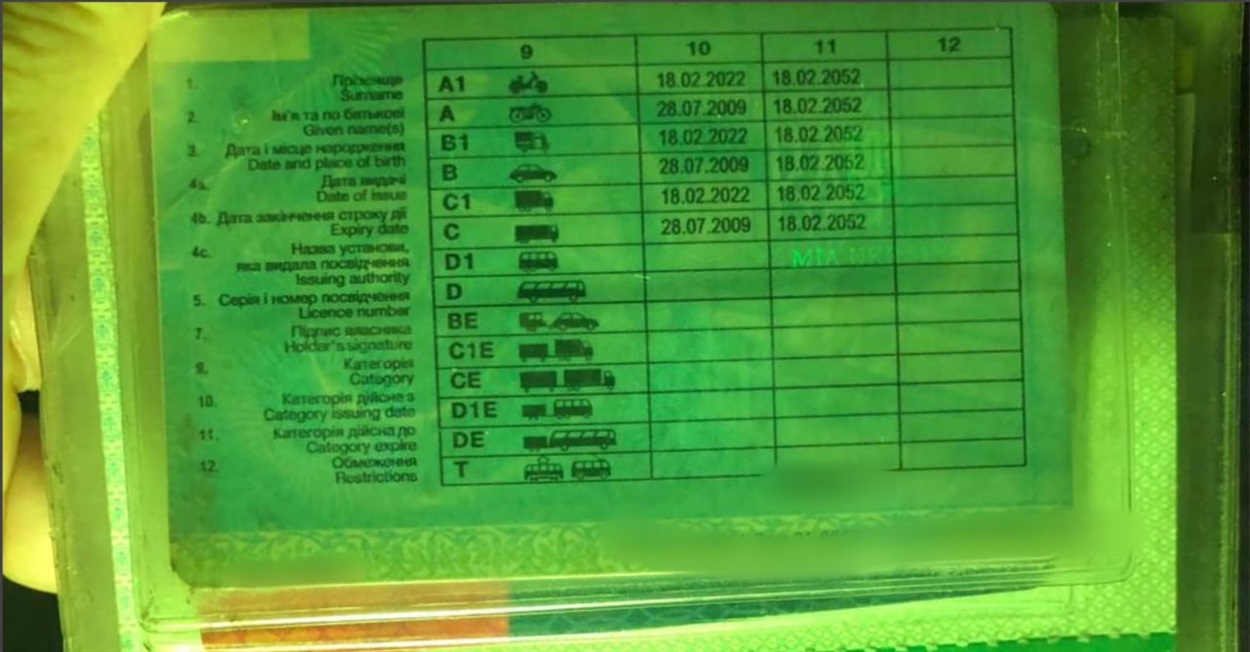 9 10 11 12
A1 18.02.2022 18.02.2052
A 28.07.2009 18.02.2052
B1 18.02.2022 18.02.2052
B 28.07.2009 18.02.2052
C1 18.02.2022 18.02.2052
C 28.07.2009 18.02.2052
D1
D
BE
C1E
CE
D1E
DE
T
1. Прізвище
Surname
2. Ім'я та по батькові
Given name(s)
3. Дата і місце народження
Date and place of birth
4a. Дата видачі
Date of issue
4b. Дата закінчення строку дії
Expiry date
4c. Назва установи,
яка видала посвідчення
Issuing authority
5. Серія і номер посвідчення
Licence number
7. Підпис власника
Holder's signature
9. Категорія
Category
10. Категорія дійсна з
Category issuing date
11. Категорія дійсна до
Category expire
12. Обмеження
Restrictions
MIA